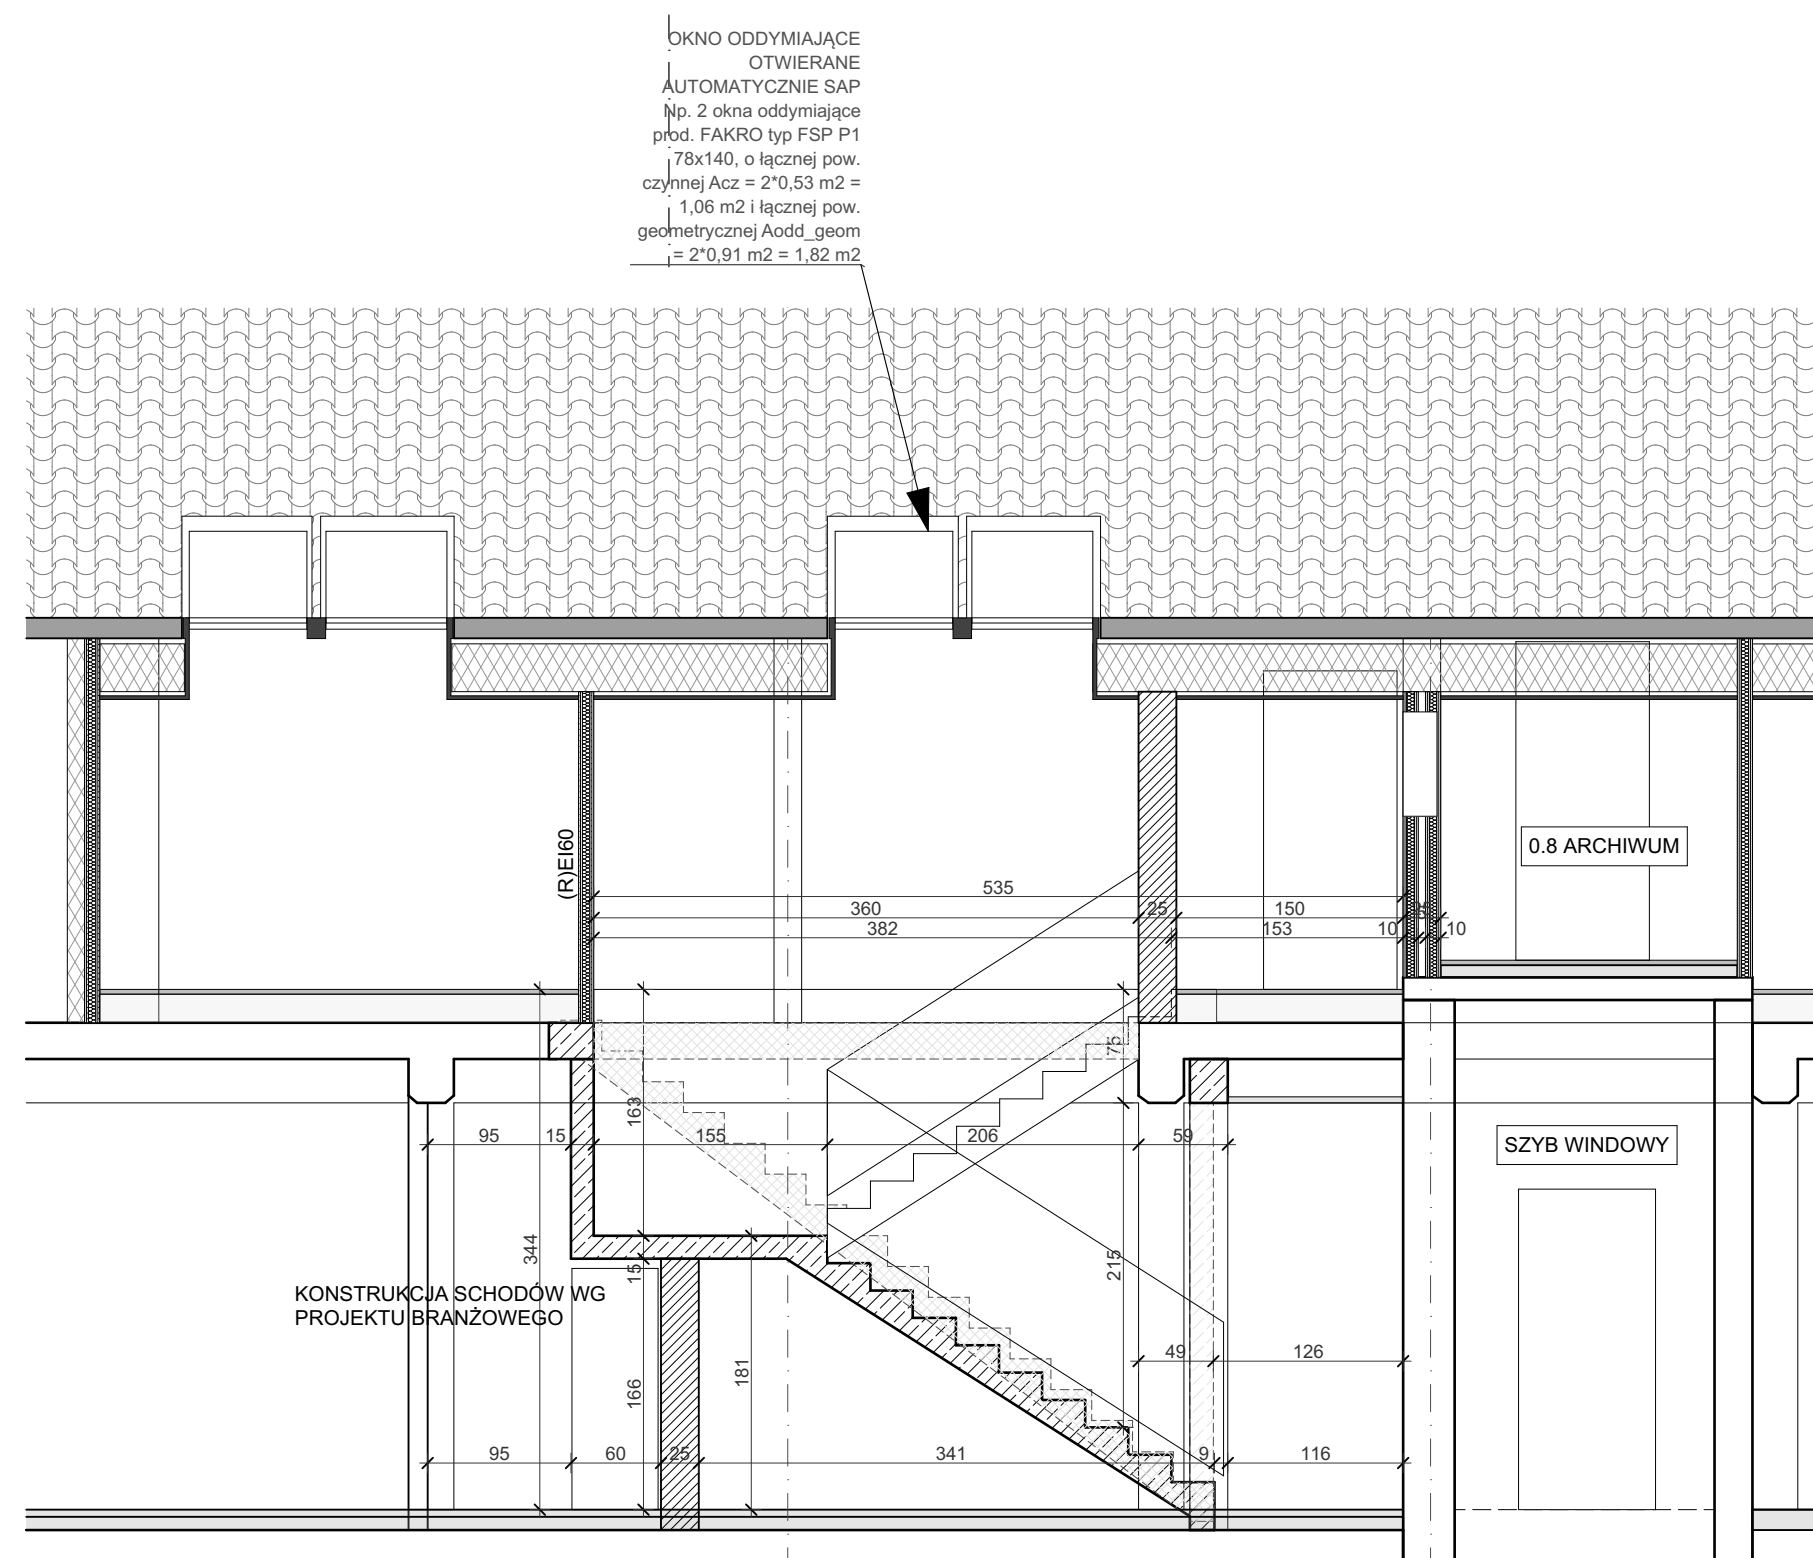 OKNO ODDYMIAJĄCE
OTWIERANE
AUTOMATYCZNIE SAP
Np. 2 okna oddymiające
prod. FAKRO typ FSP P1
78x140, o łącznej pow.
czynnej Acz = 2*0,53 m2 =
1,06 m2 i łącznej pow.
geometrycznej Aodd_geom
= 2*0,91 m2 = 1,82 m2
(R)EI60
0.8 ARCHIWUM
535
360 25 150
382 153 10 10
75
163
95 15 155 206 59
SZYB WINDOWY
344
15
215
KONSTRUKCJA SCHODÓW WG
PROJEKTU BRANŻOWEGO
49 126
181
166
95 60 25 341 9 116